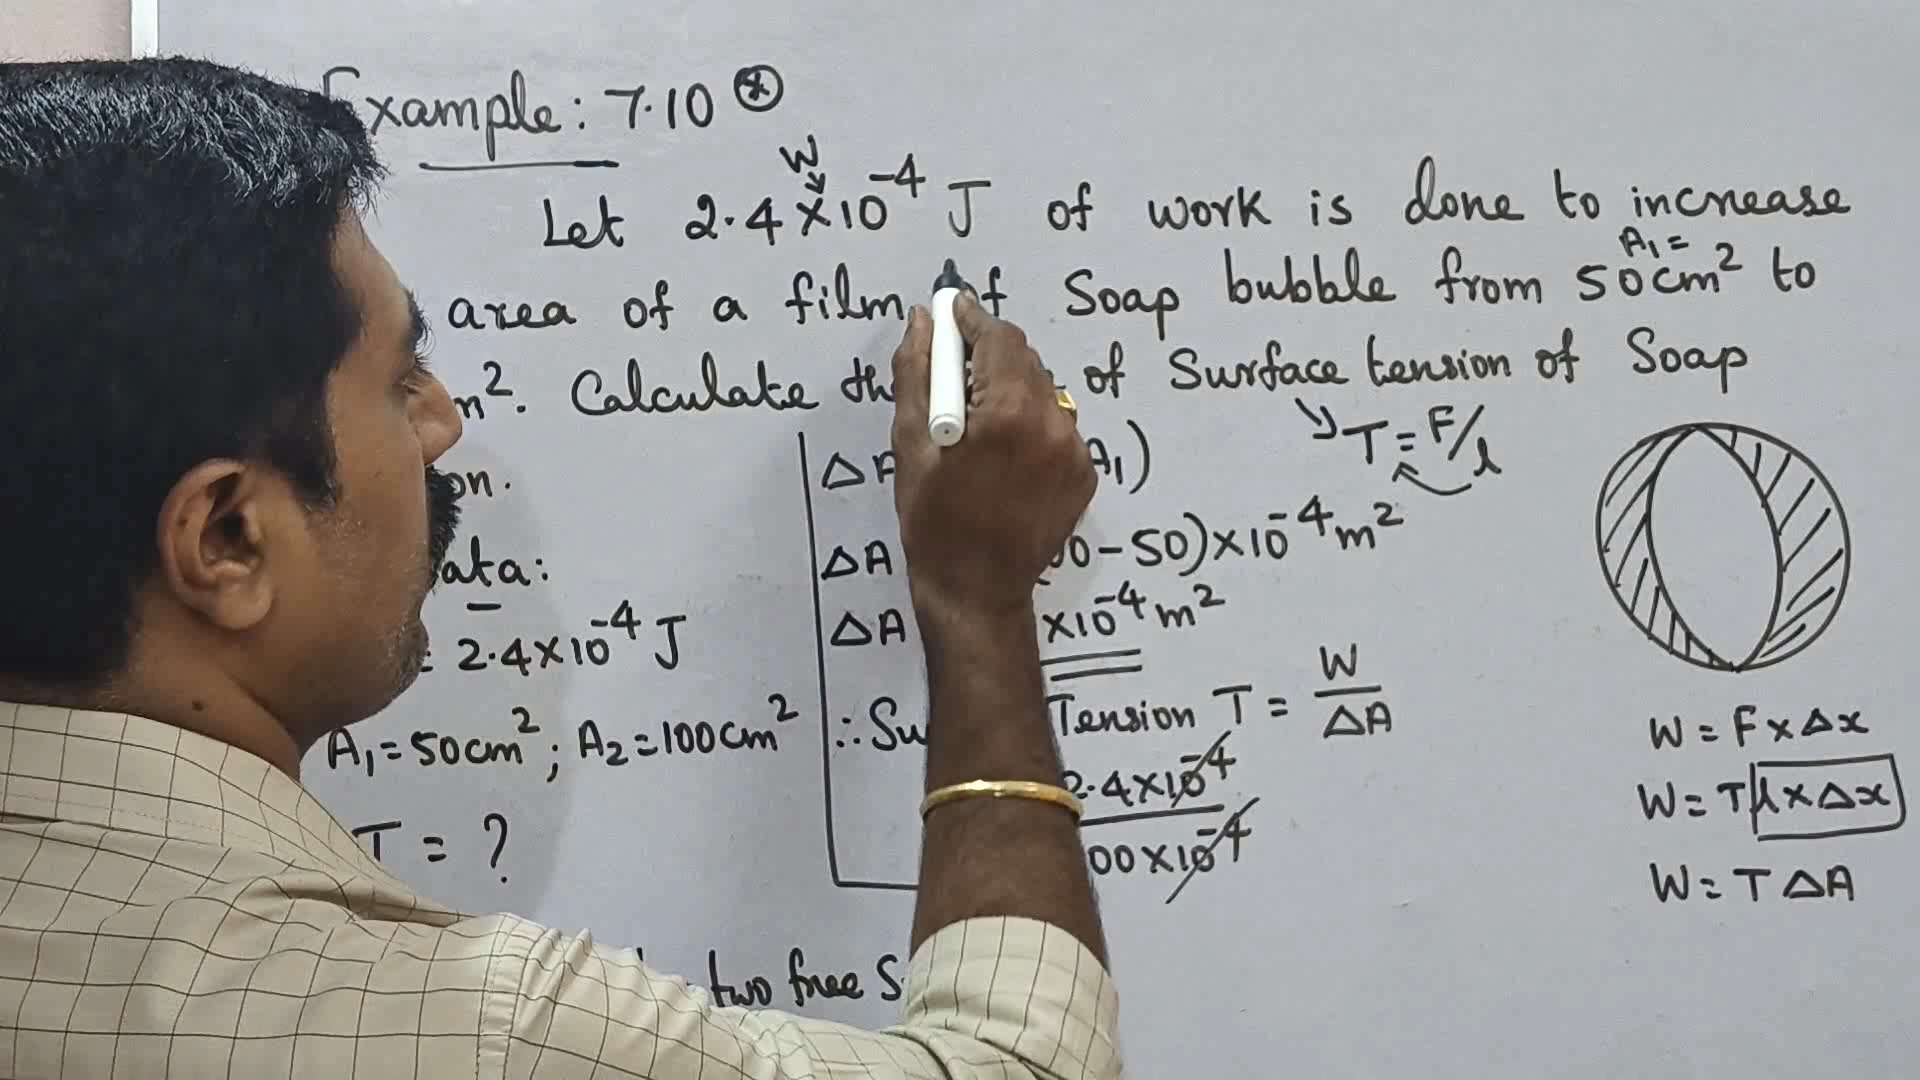 Example: 7.10 *
W
Let 2.4×10⁻⁴ J of work is done to increase
A₁ =
area of a film of Soap bubble from 50cm² to
m². Calculate the of Surface tension of Soap
on.
T = F/l
ata:
= 2.4×10⁻⁴ J
A₁=50cm²; A₂=100cm²
T = ?
two free S
ΔA A₁)
ΔA 00-50)×10⁻⁴m²
ΔA ×10⁻⁴m²
∴Su Tension T = W/ΔA
2.4×10⁻⁴
00×10⁻⁴
W = F×Δx
W = T l×Δx
W = T ΔA